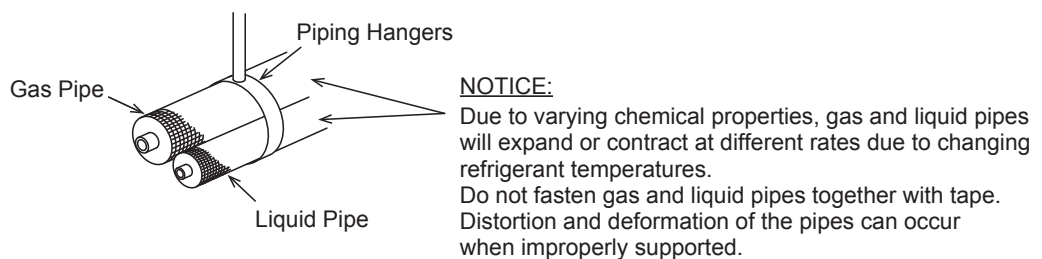 Piping Hangers
Gas Pipe
Liquid Pipe
NOTICE:
Due to varying chemical properties, gas and liquid pipes
will expand or contract at different rates due to changing
refrigerant temperatures.
Do not fasten gas and liquid pipes together with tape.
Distortion and deformation of the pipes can occur
when improperly supported.